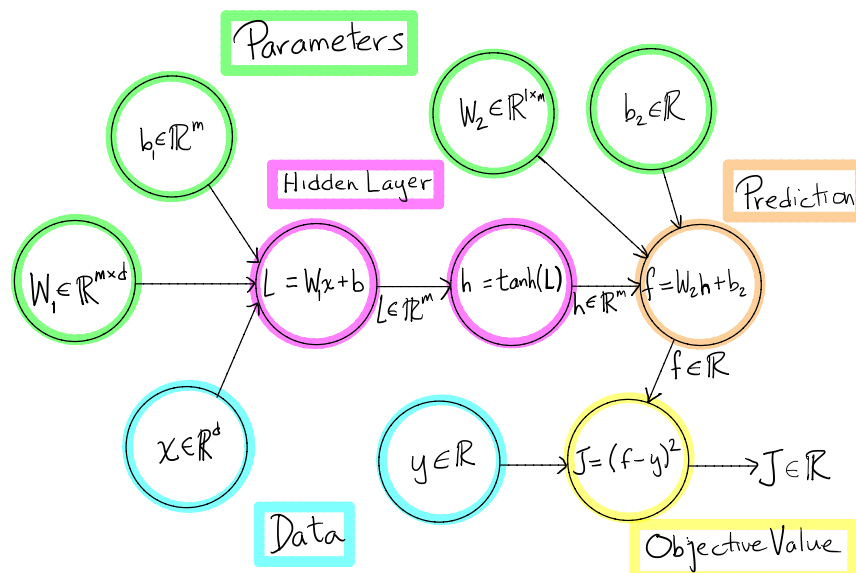 Parameters
b₁∈ℝᵐ
W₂∈ℝ¹ˣᵐ
b₂∈ℝ
Hidden Layer
Prediction
W₁∈ℝᵐˣᵈ
L = W₁x+b
L∈ℝᵐ
h = tanh(L)
h∈ℝᵐ
f=W₂h+b₂
f∈ℝ
x∈ℝᵈ
y∈ℝ
J=(f-y)²
J∈ℝ
Data
Objective Value